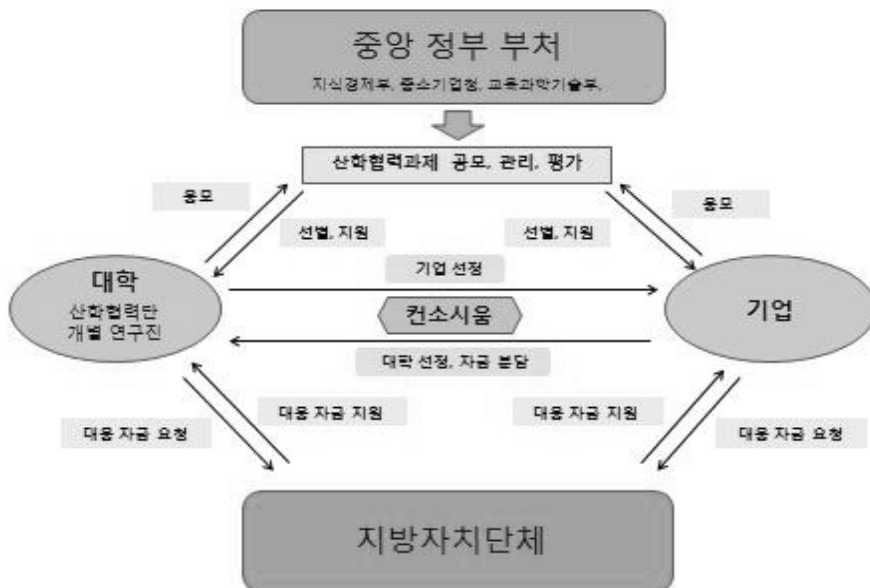 중앙 정부 부처
지식경제부, 중소기업청, 교육과학기술부,
산학협력과제 공모, 관리, 평가
응모
응모
선별, 지원
선별, 지원
대학
산학협력단
개별 연구진
기업 선정
컨소시움
대학 선정, 자금 분담
기업
대응 자금 요청
대응 자금 지원
대응 자금 지원
대응 자금 요청
지방자치단체